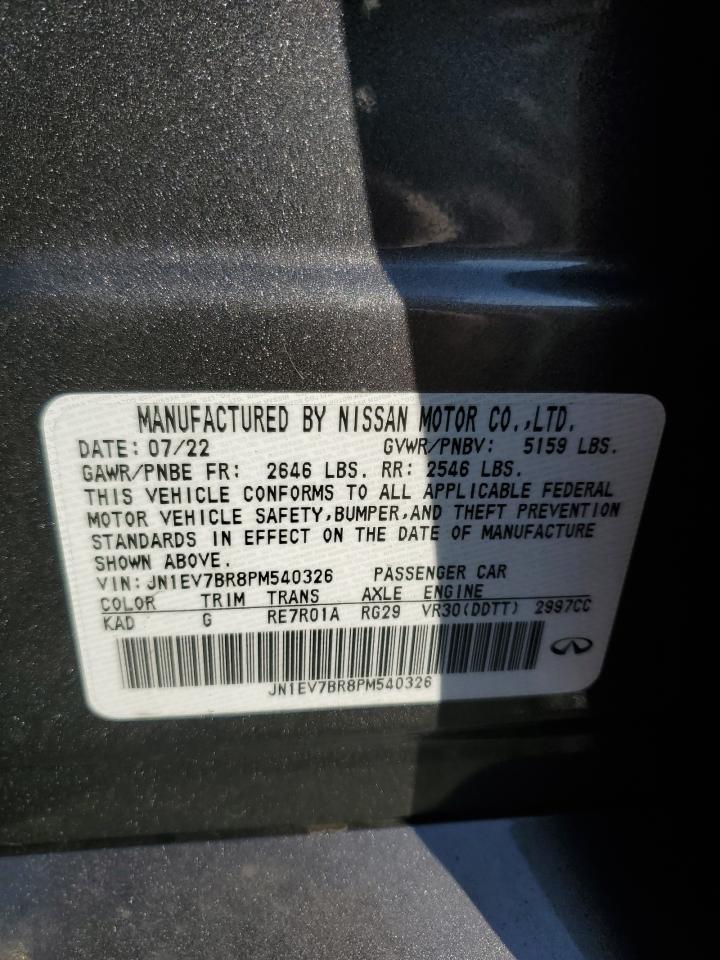 MANUFACTURED BY NISSAN MOTOR CO.,LTD.
DATE: 07/22 GVWR/PNBV: 5159 LBS.
GAWR/PNBE FR: 2646 LBS. RR: 2546 LBS.
THIS VEHICLE CONFORMS TO ALL APPLICABLE FEDERAL
MOTOR VEHICLE SAFETY,BUMPER,AND THEFT PREVENTION
STANDARDS IN EFFECT ON THE DATE OF MANUFACTURE
SHOWN ABOVE.
VIN: JN1EV7BR8PM540326 PASSENGER CAR
COLOR TRIM TRANS AXLE ENGINE
KAD G RE7R01A RG29 VR30(DDTT) 2997CC
JN1EV7BR8PM540326